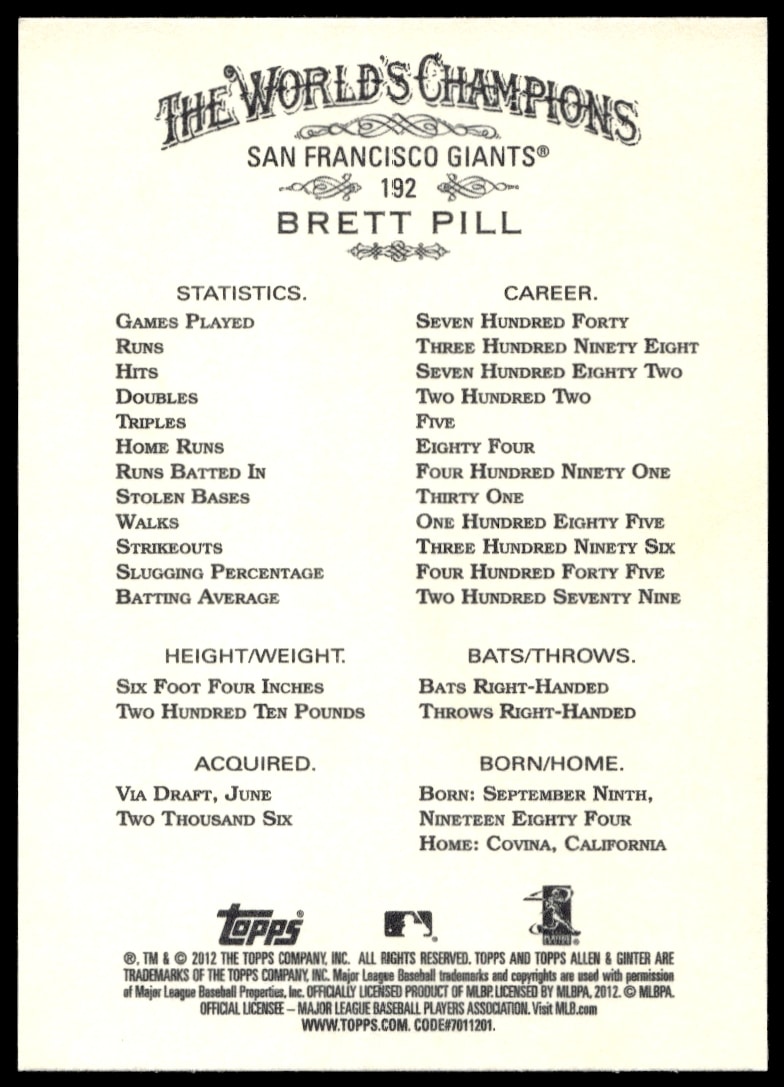 THE WORLD'S CHAMPIONS
SAN FRANCISCO GIANTS®
192
BRETT PILL
STATISTICS.
GAMES PLAYED
RUNS
HITS
DOUBLES
TRIPLES
HOME RUNS
RUNS BATTED IN
STOLEN BASES
WALKS
STRIKEOUTS
SLUGGING PERCENTAGE
BATTING AVERAGE
CAREER.
SEVEN HUNDRED FORTY
THREE HUNDRED NINETY EIGHT
SEVEN HUNDRED EIGHTY TWO
TWO HUNDRED TWO
FIVE
EIGHTY FOUR
FOUR HUNDRED NINETY ONE
THIRTY ONE
ONE HUNDRED EIGHTY FIVE
THREE HUNDRED NINETY SIX
FOUR HUNDRED FORTY FIVE
TWO HUNDRED SEVENTY NINE
HEIGHT/WEIGHT.
SIX FOOT FOUR INCHES
TWO HUNDRED TEN POUNDS
BATS/THROWS.
BATS RIGHT-HANDED
THROWS RIGHT-HANDED
ACQUIRED.
VIA DRAFT, JUNE
TWO THOUSAND SIX
BORN/HOME.
BORN: SEPTEMBER NINTH,
NINETEEN EIGHTY FOUR
HOME: COVINA, CALIFORNIA
Topps®
®, TM & © 2012 THE TOPPS COMPANY, INC. ALL RIGHTS RESERVED. TOPPS AND TOPPS ALLEN & GINTER ARE
TRADEMARKS OF THE TOPPS COMPANY, INC. Major League Baseball trademarks and copyrights are used with permission
of Major League Baseball Properties, Inc. OFFICIALLY LICENSED PRODUCT OF MLBP. LICENSED BY MLBPA, 2012. © MLBPA.
OFFICIAL LICENSEE – MAJOR LEAGUE BASEBALL PLAYERS ASSOCIATION. Visit MLB.com
WWW.TOPPS.COM. CODE#7011201.